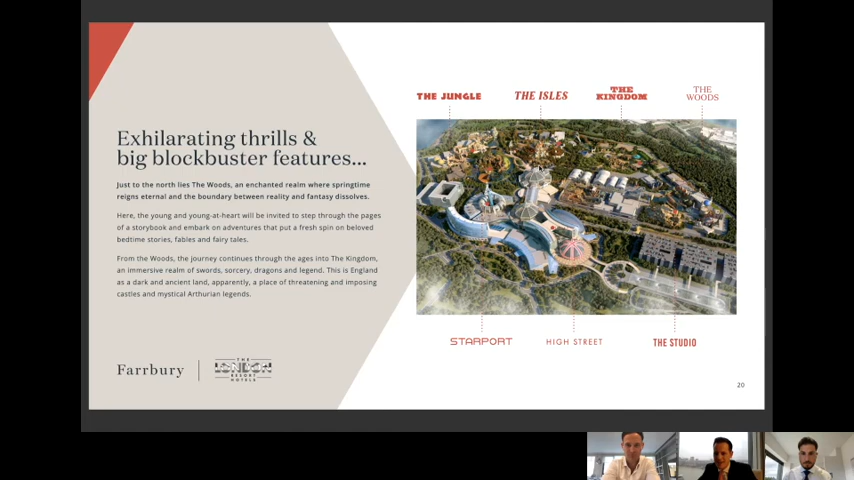 THE JUNGLE
THE ISLES
THE
KINGDOM
THE
WOODS
Exhilarating thrills &
big blockbuster features...
Just to the north lies The Woods, an enchanted realm where springtime
reigns eternal and the boundary between reality and fantasy dissolves.
Here, the young and young-at-heart will be invited to step through the pages
of a storybook and embark on adventures that put a fresh spin on beloved
bedtime stories, fables and fairy tales.
From the Woods, the journey continues through the ages into The Kingdom,
an immersive realm of swords, sorcery, dragons and legend. This is England
as a dark and ancient land, apparently, a place of threatening and imposing
castles and mystical Arthurian legends.
STARPORT
HIGH STREET
THE STUDIO
Farrbury
THE
LONDON
RESORT
HOTELS
20